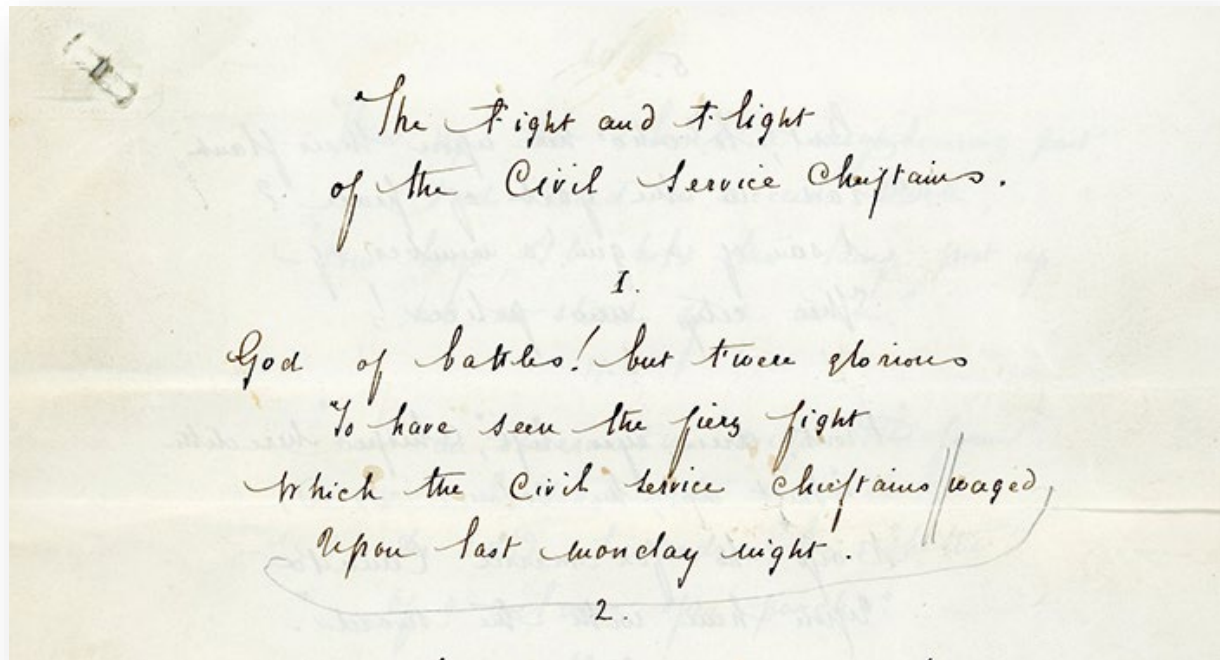 The Fight and Flight
of the Civil Service Chieftains.
I.
God of battles! but t'were glorious
To have seen the fiery fight
Which the Civil Service Chieftains waged,
Upon last monday night.
2.